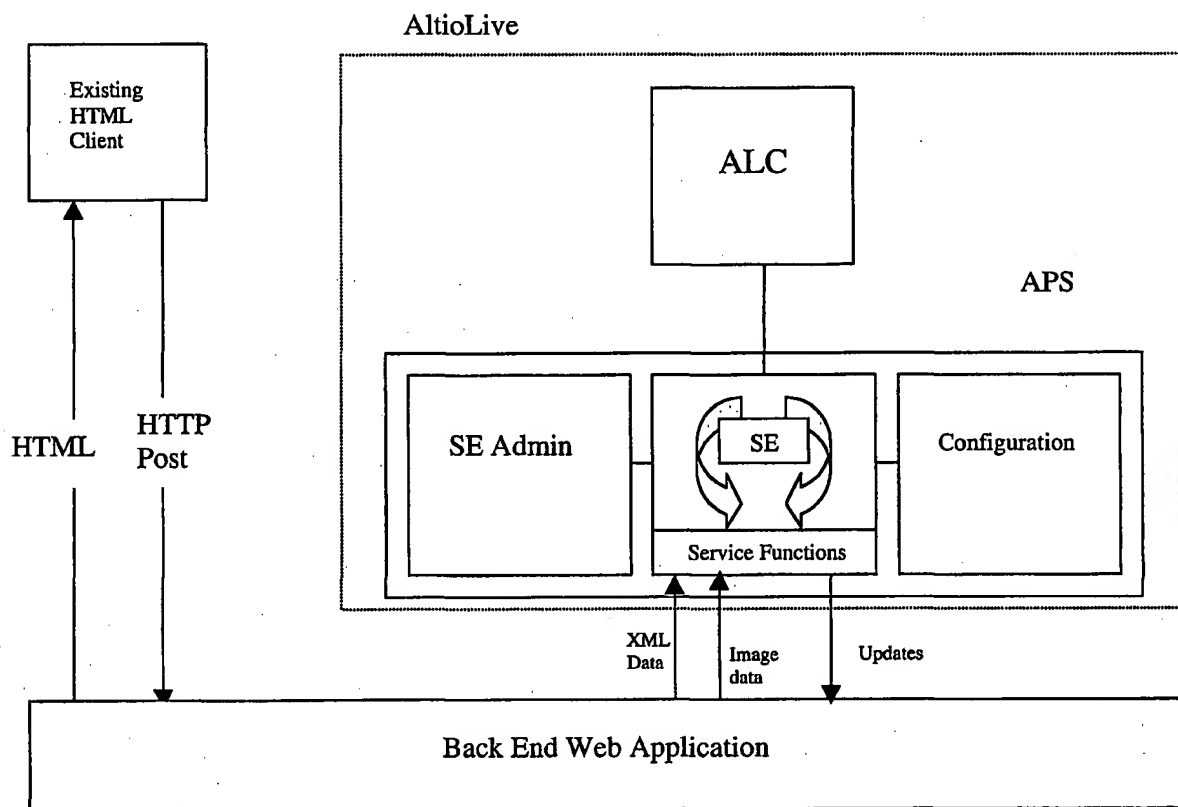 AltioLive
Existing
HTML
Client
ALC
APS
HTML
HTTP
Post
SE Admin
SE
Configuration
Service Functions
XML
Data
Image
data
Updates
Back End Web Application